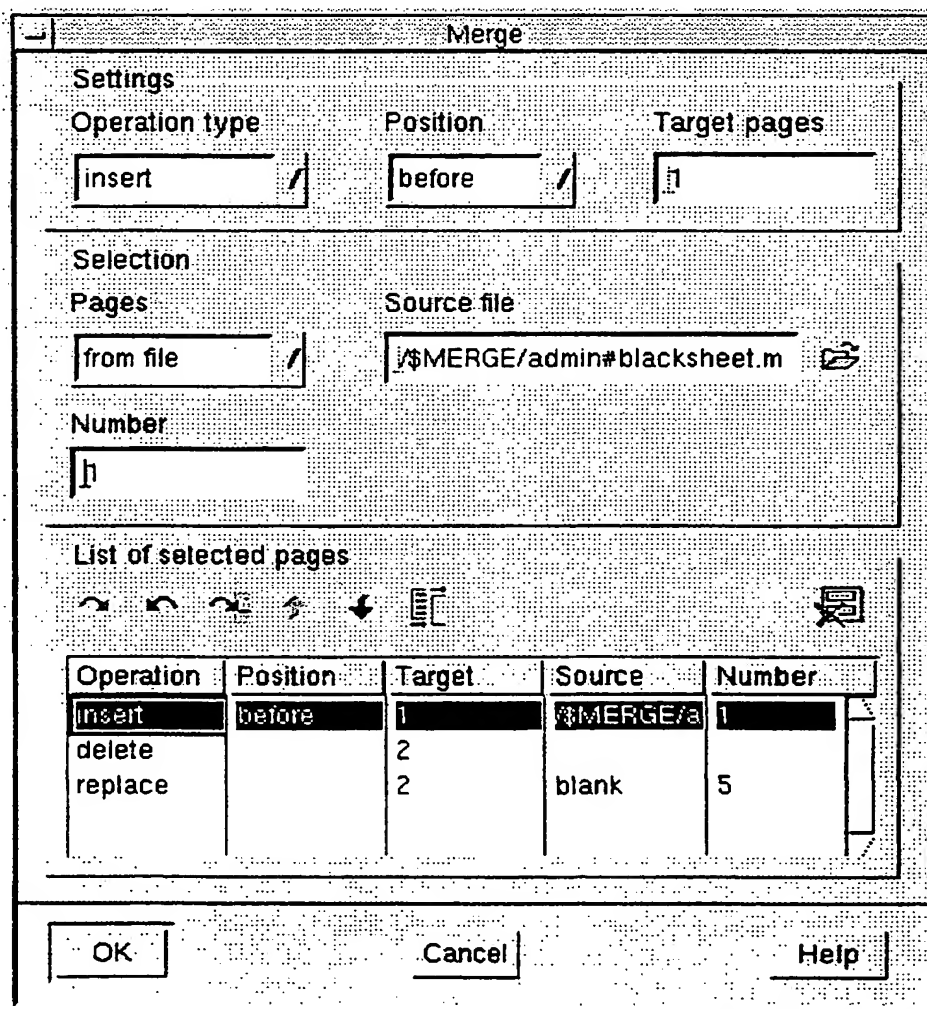 Merge
Settings
Operation type Position Target pages
insert before 1
Selection
Pages Source file
from file /$MERGE/admin#blacksheet.m
Number
1
List of selected pages
Operation Position Target Source Number
insert before 1 /$MERGE/a 1
delete 2
replace 2 blank 5
OK Cancel Help